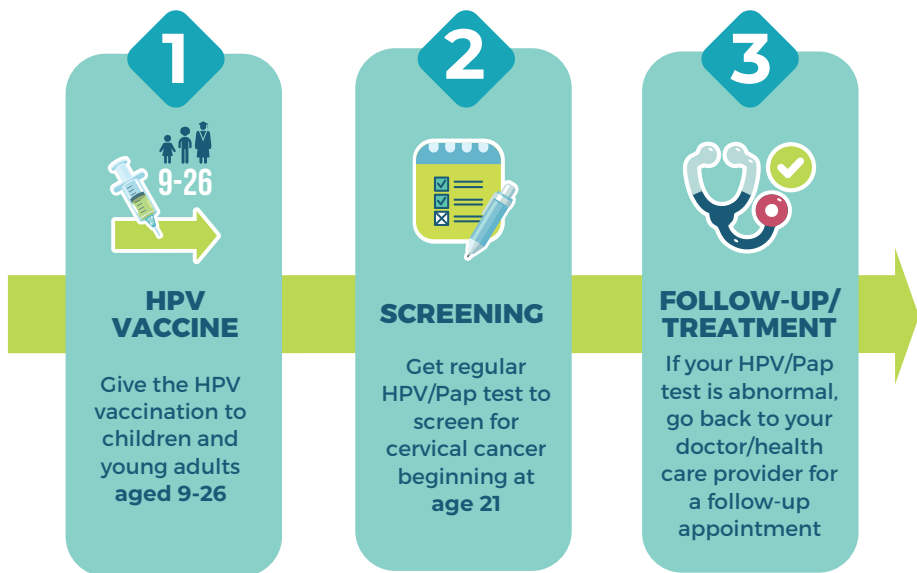 1
9-26
HPV
VACCINE
Give the HPV
vaccination to
children and
young adults
aged 9-26
2
SCREENING
Get regular
HPV/Pap test to
screen for
cervical cancer
beginning at
age 21
3
FOLLOW-UP/
TREATMENT
If your HPV/Pap
test is abnormal,
go back to your
doctor/health
care provider for
a follow-up
appointment